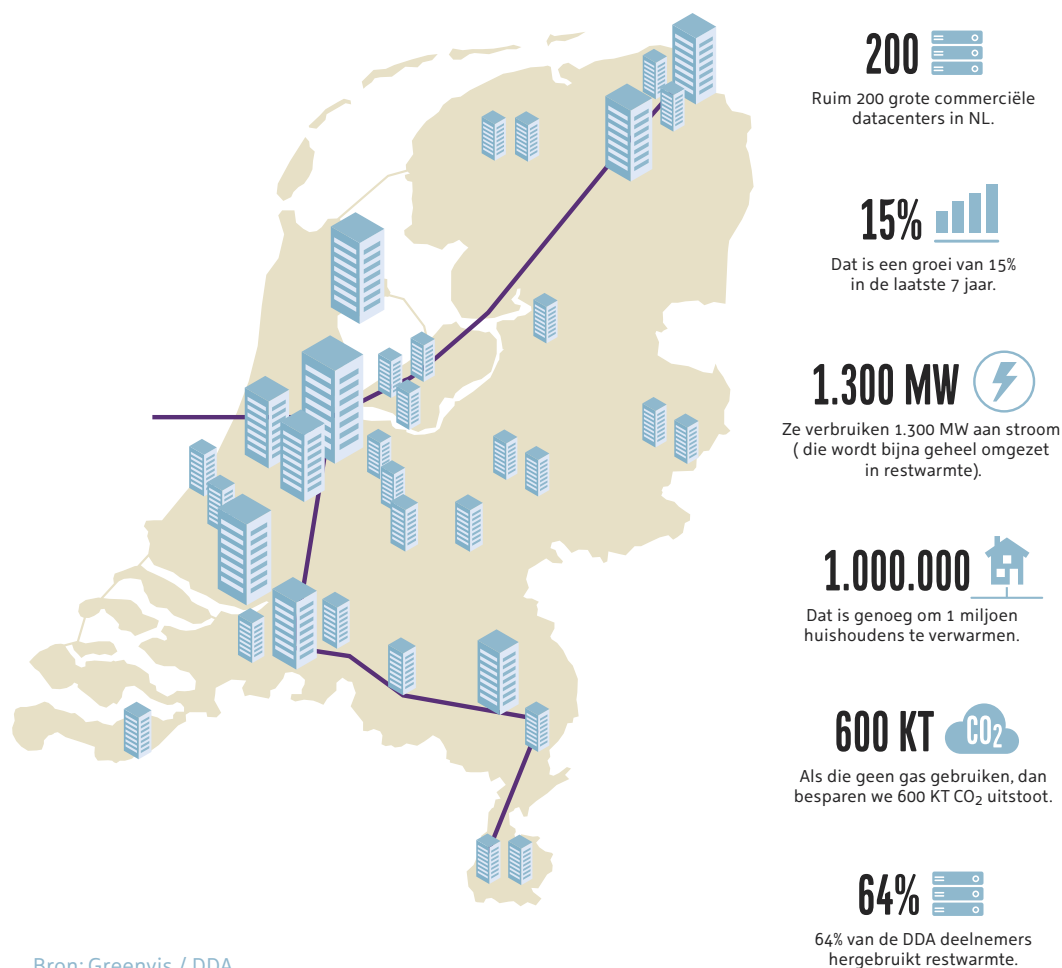 200
Ruim 200 grote commerciële
datacenters in NL.
15%
Dat is een groei van 15%
in de laatste 7 jaar.
1.300 MW
Ze verbruiken 1.300 MW aan stroom
( die wordt bijna geheel omgezet
in restwarmte).
1.000.000
Dat is genoeg om 1 miljoen
huishoudens te verwarmen.
600 KT
CO2
Als die geen gas gebruiken, dan
besparen we 600 KT CO2 uitstoot.
64%
64% van de DDA deelnemers
hergebruikt restwarmte.
Bron: Greenvis / DDA